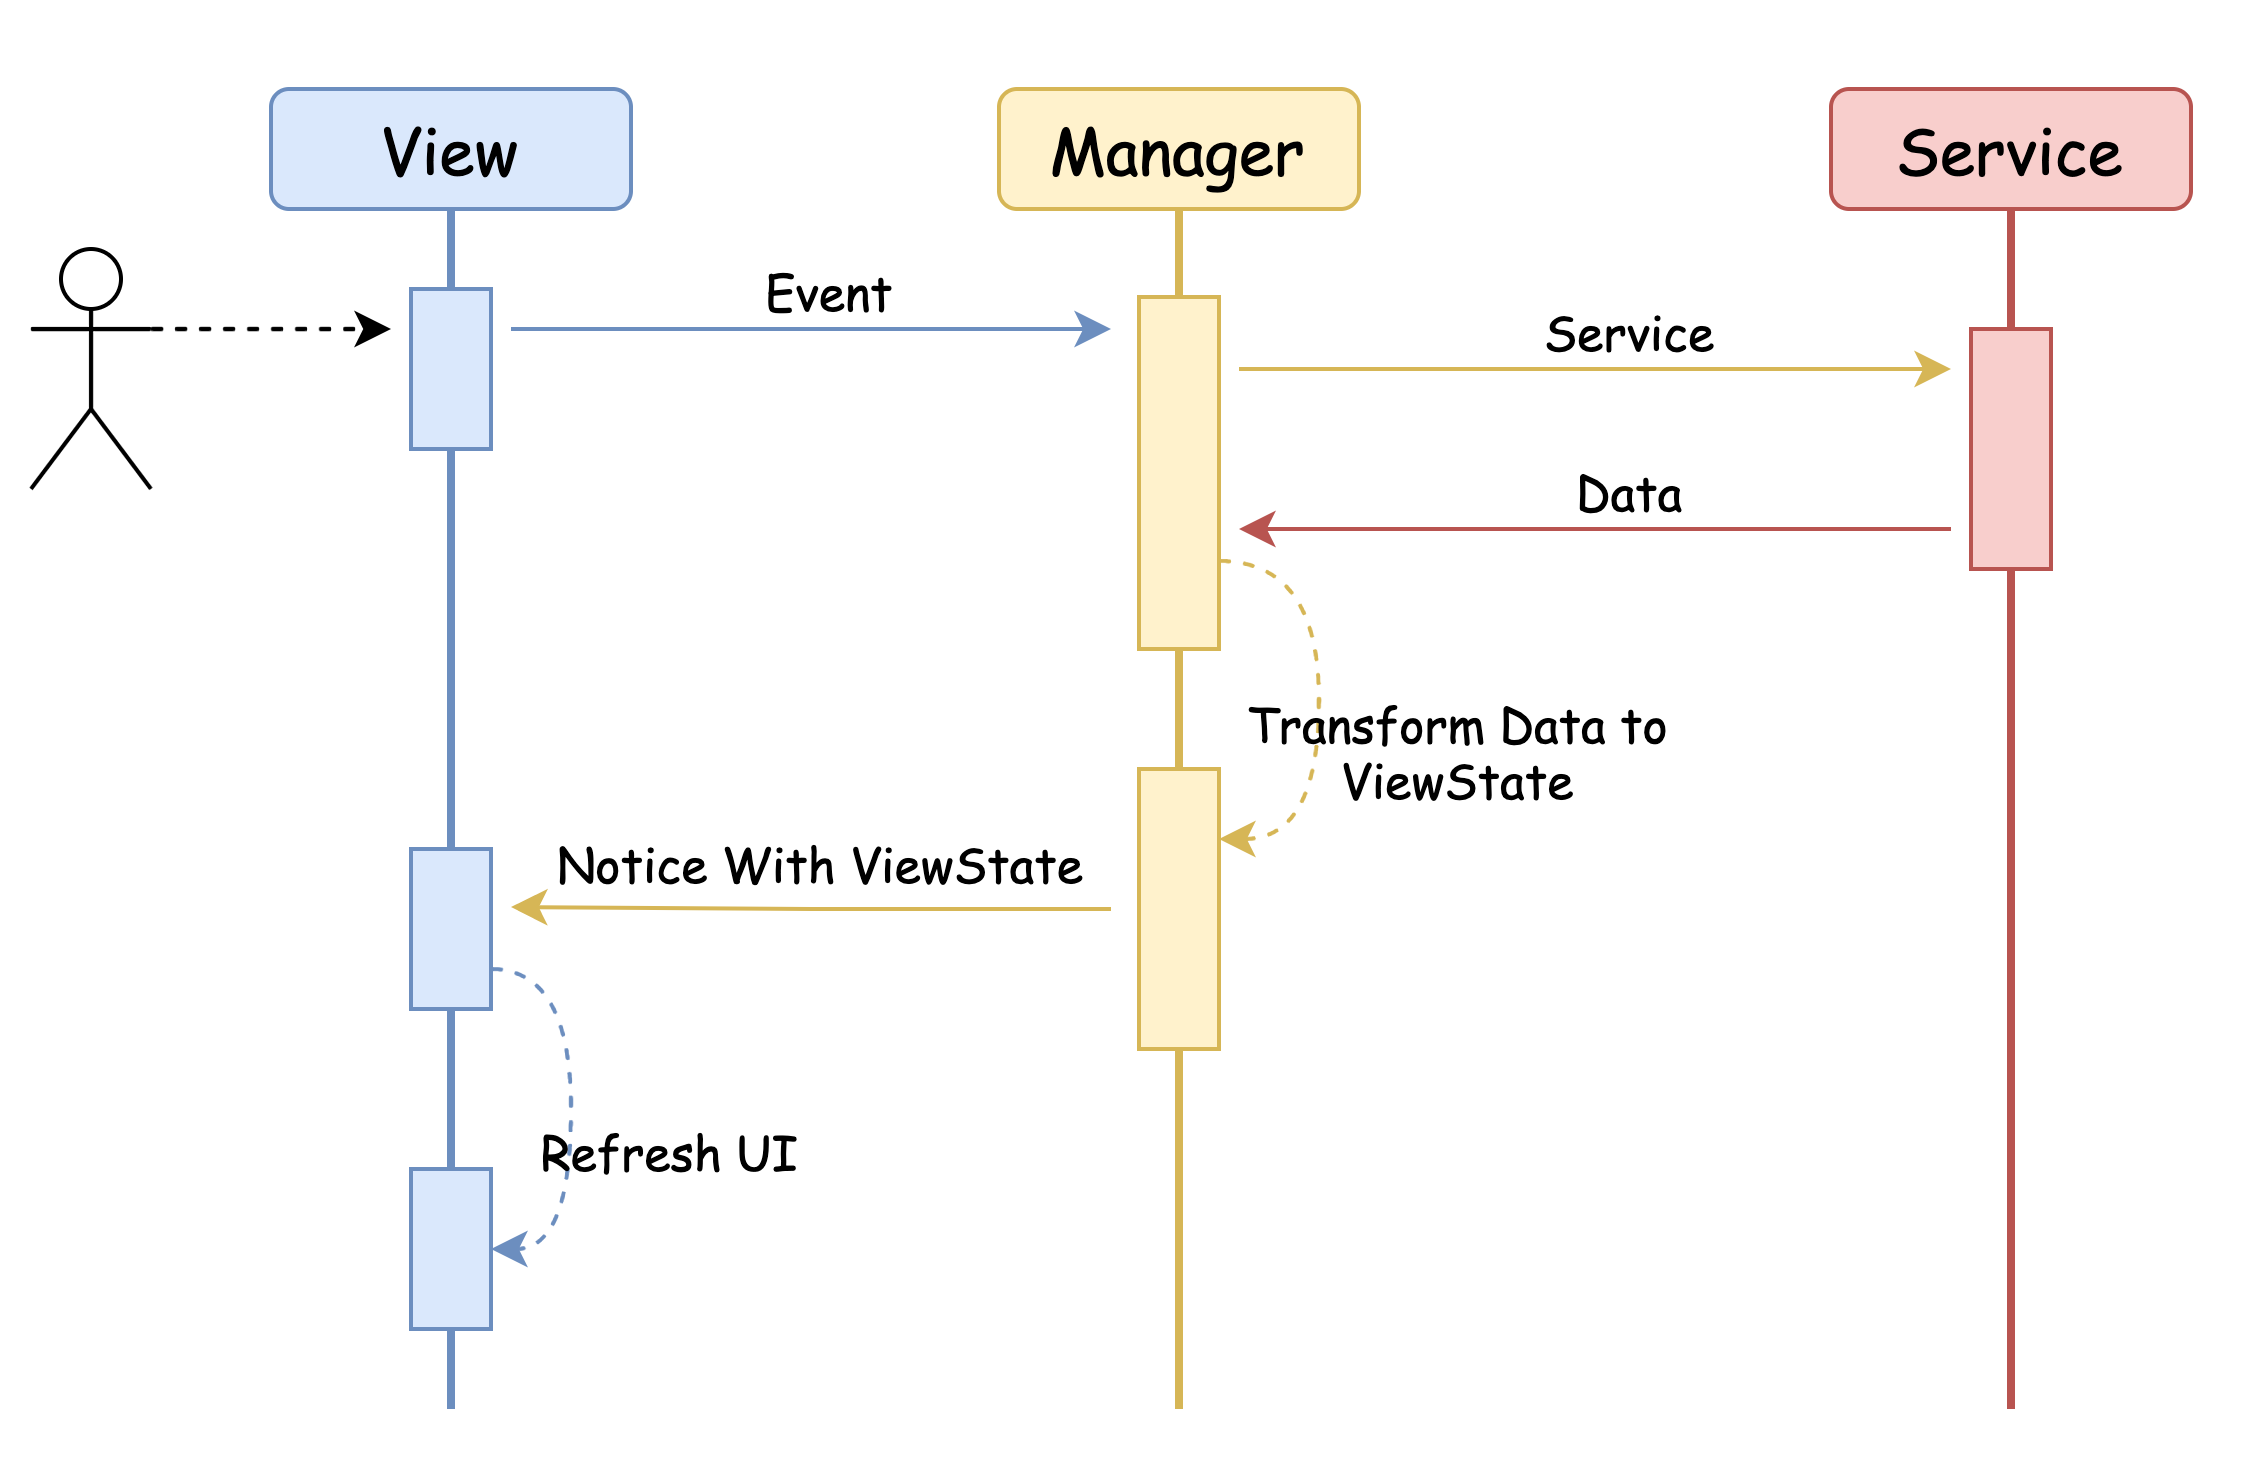 View
Manager
Service
Event
Service
Data
Transform Data to
ViewState
Notice With ViewState
Refresh UI